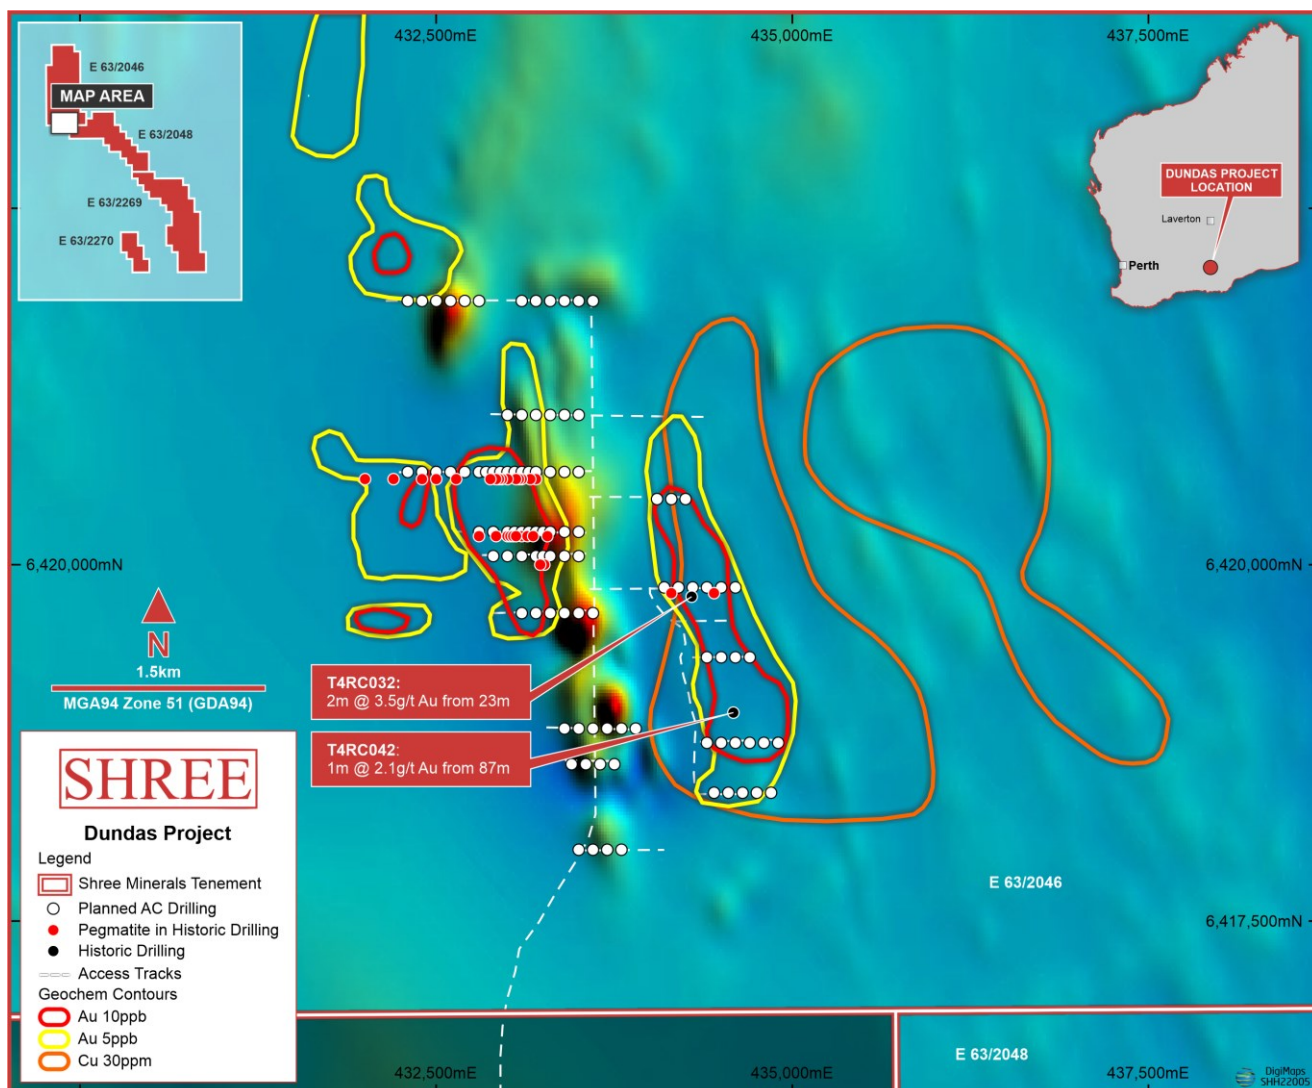 432,500mE
435,000mE
437,500mE
E 63/2046
MAP AREA
E 63/2048
E 63/2269
E 63/2270
DUNDAS PROJECT
LOCATION
Laverton
Perth
6,420,000mN
6,420,000mN
N
1.5km
MGA94 Zone 51 (GDA94)
T4RC032:
2m @ 3.5g/t Au from 23m
T4RC042:
1m @ 2.1g/t Au from 87m
SHREE
Dundas Project
Legend
Shree Minerals Tenement
Planned AC Drilling
Pegmatite in Historic Drilling
Historic Drilling
Access Tracks
Geochem Contours
Au 10ppb
Au 5ppb
Cu 30ppm
E 63/2046
6,417,500mN
E 63/2048
432,500mE
435,000mE
437,500mE
DigiMaps
SHH22005